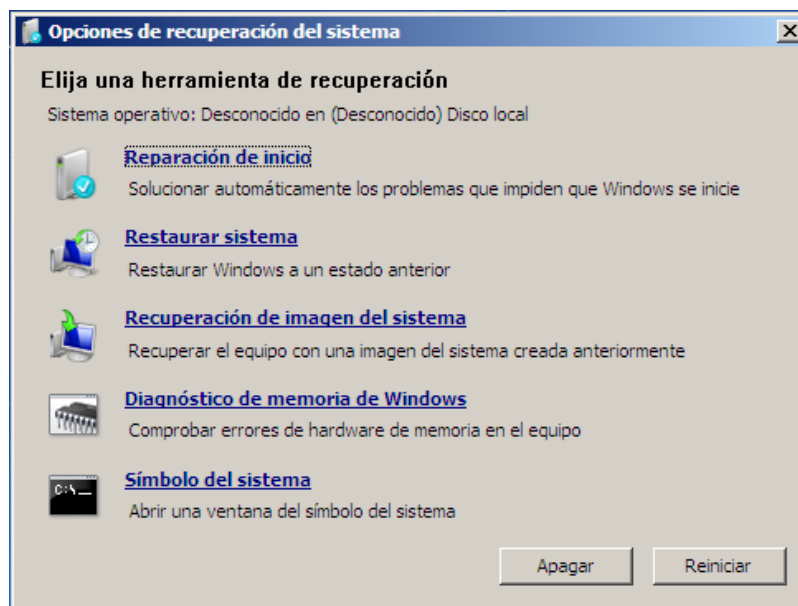 Opciones de recuperación del sistema
Elija una herramienta de recuperación
Sistema operativo: Desconocido en (Desconocido) Disco local
Reparación de inicio
Solucionar automáticamente los problemas que impiden que Windows se inicie
Restaurar sistema
Restaurar Windows a un estado anterior
Recuperación de imagen del sistema
Recuperar el equipo con una imagen del sistema creada anteriormente
Diagnóstico de memoria de Windows
Comprobar errores de hardware de memoria en el equipo
C:\_
Símbolo del sistema
Abrir una ventana del símbolo del sistema
Apagar
Reiniciar